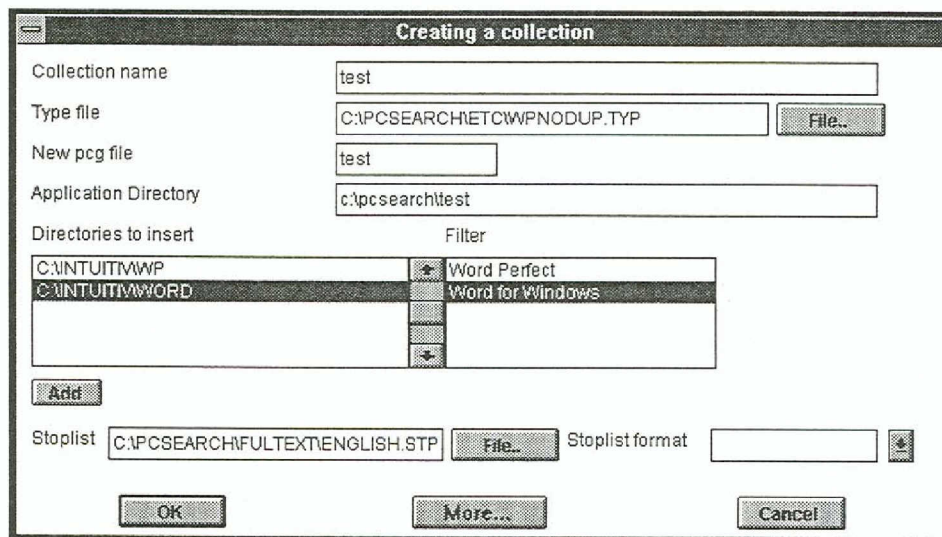 Creating a collection
Collection name test
Type file C:\PCSEARCH\ETC\WPNODUP.TYP File..
New pcg file test
Application Directory c:\pcsearch\test
Directories to insert Filter
C:\INTUITIV\WP Word Perfect
C:\INTUITIV\WORD Word for Windows
Add
Stoplist C:\PCSEARCH\FULTEXT\ENGLISH.STP File.. Stoplist format
OK More... Cancel